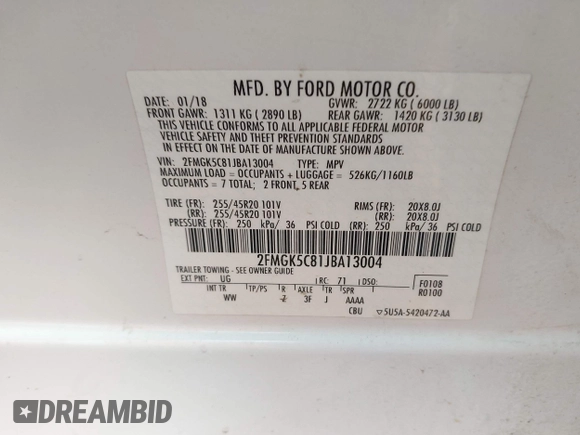 MFD. BY FORD MOTOR CO.
DATE: 01/18 GVWR: 2722 KG ( 6000 LB)
FRONT GAWR: 1311 KG ( 2890 LB) REAR GAWR: 1420 KG ( 3130 LB)
THIS VEHICLE CONFORMS TO ALL APPLICABLE FEDERAL MOTOR
VEHICLE SAFETY AND THEFT PREVENTION STANDARDS
IN EFFECT ON THE DATE OF MANUFACTURE SHOWN ABOVE.
VIN: 2FMGK5C81JBA13004 TYPE: MPV
MAXIMUM LOAD = OCCUPANTS + LUGGAGE = 526KG/1160LB
OCCUPANTS = 7 TOTAL; 2 FRONT, 5 REAR
TIRE (FR): 255/45R20 101V RIMS (FR): 20X8.0J
(RR): 255/45R20 101V (RR): 20X8.0J
PRESSURE (FR): 250 kPa/ 36 PSI COLD (RR): 250 kPa/ 36 PSI COLD
2FMGK5C81JBA13004
TRAILER TOWING - SEE OWNER GUIDE
EXT PNT: UG RC: 71 DSO: F0108
INT TR TP/PS R AXLE TR SPR R0100
WW 7 3F J AAAA
CBU ▽5U5A-5420472-AA
DREAMBID